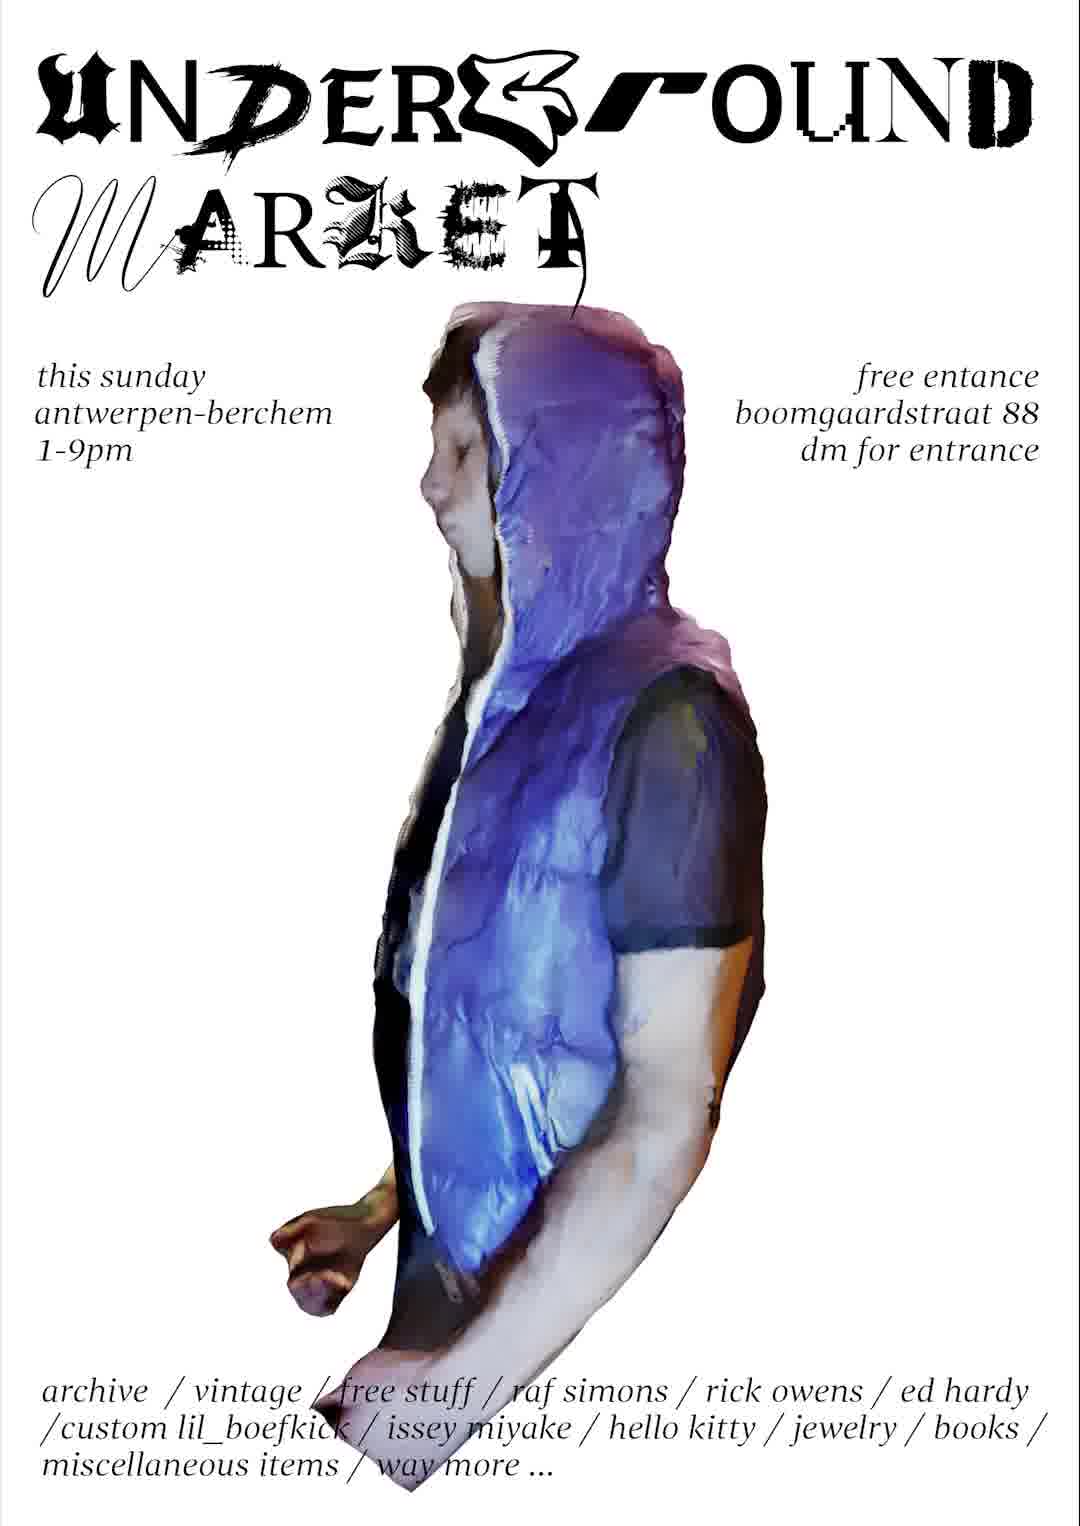 UNDERGrOUND
MARKET
this sunday
antwerpen-berchem
1-9pm
free entance
boomgaardstraat 88
dm for entrance
archive / vintage / free stuff / raf simons / rick owens / ed hardy
/custom lil_boefkick / issey miyake / hello kitty / jewelry / books /
miscellaneous items / way more ...